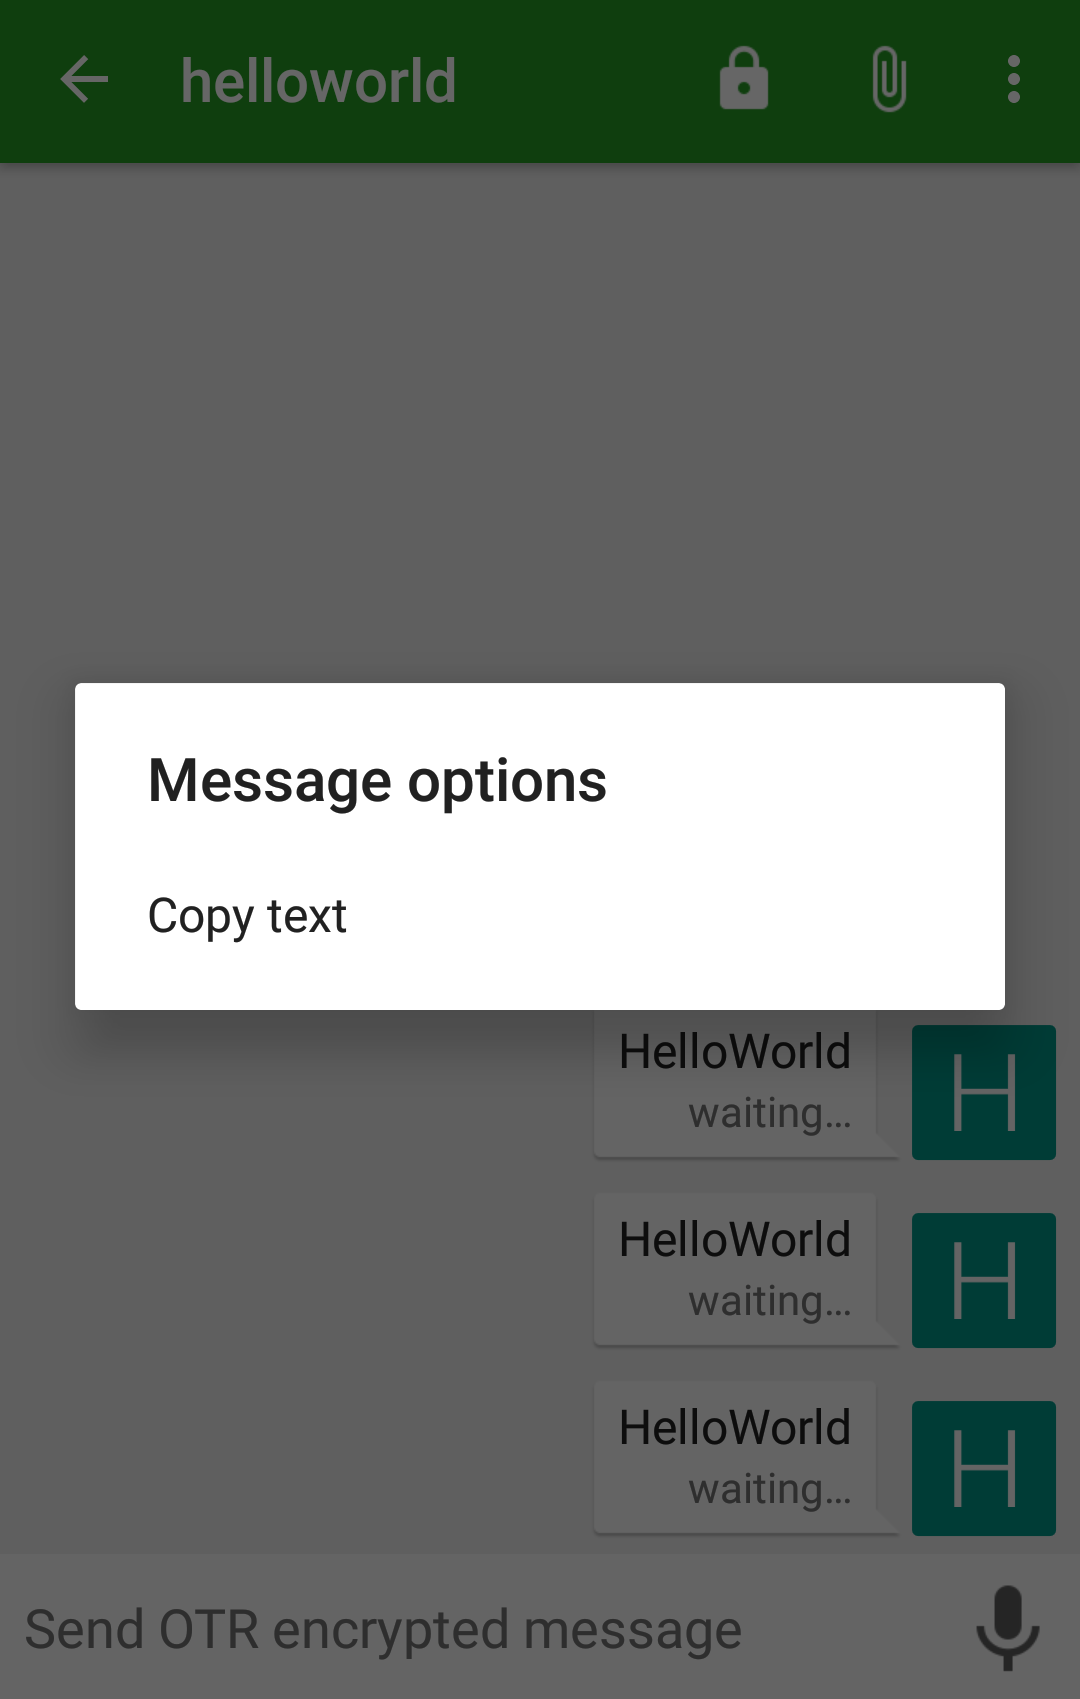 helloworld
Message options
Copy text
HelloWorld
waiting…
H
HelloWorld
waiting…
H
HelloWorld
waiting…
H
Send OTR encrypted message